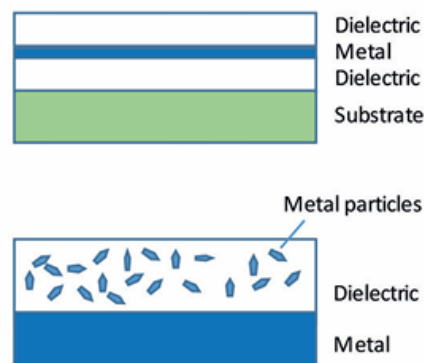 Dielectric
Metal
Dielectric
Substrate
Metal particles
Dielectric
Metal